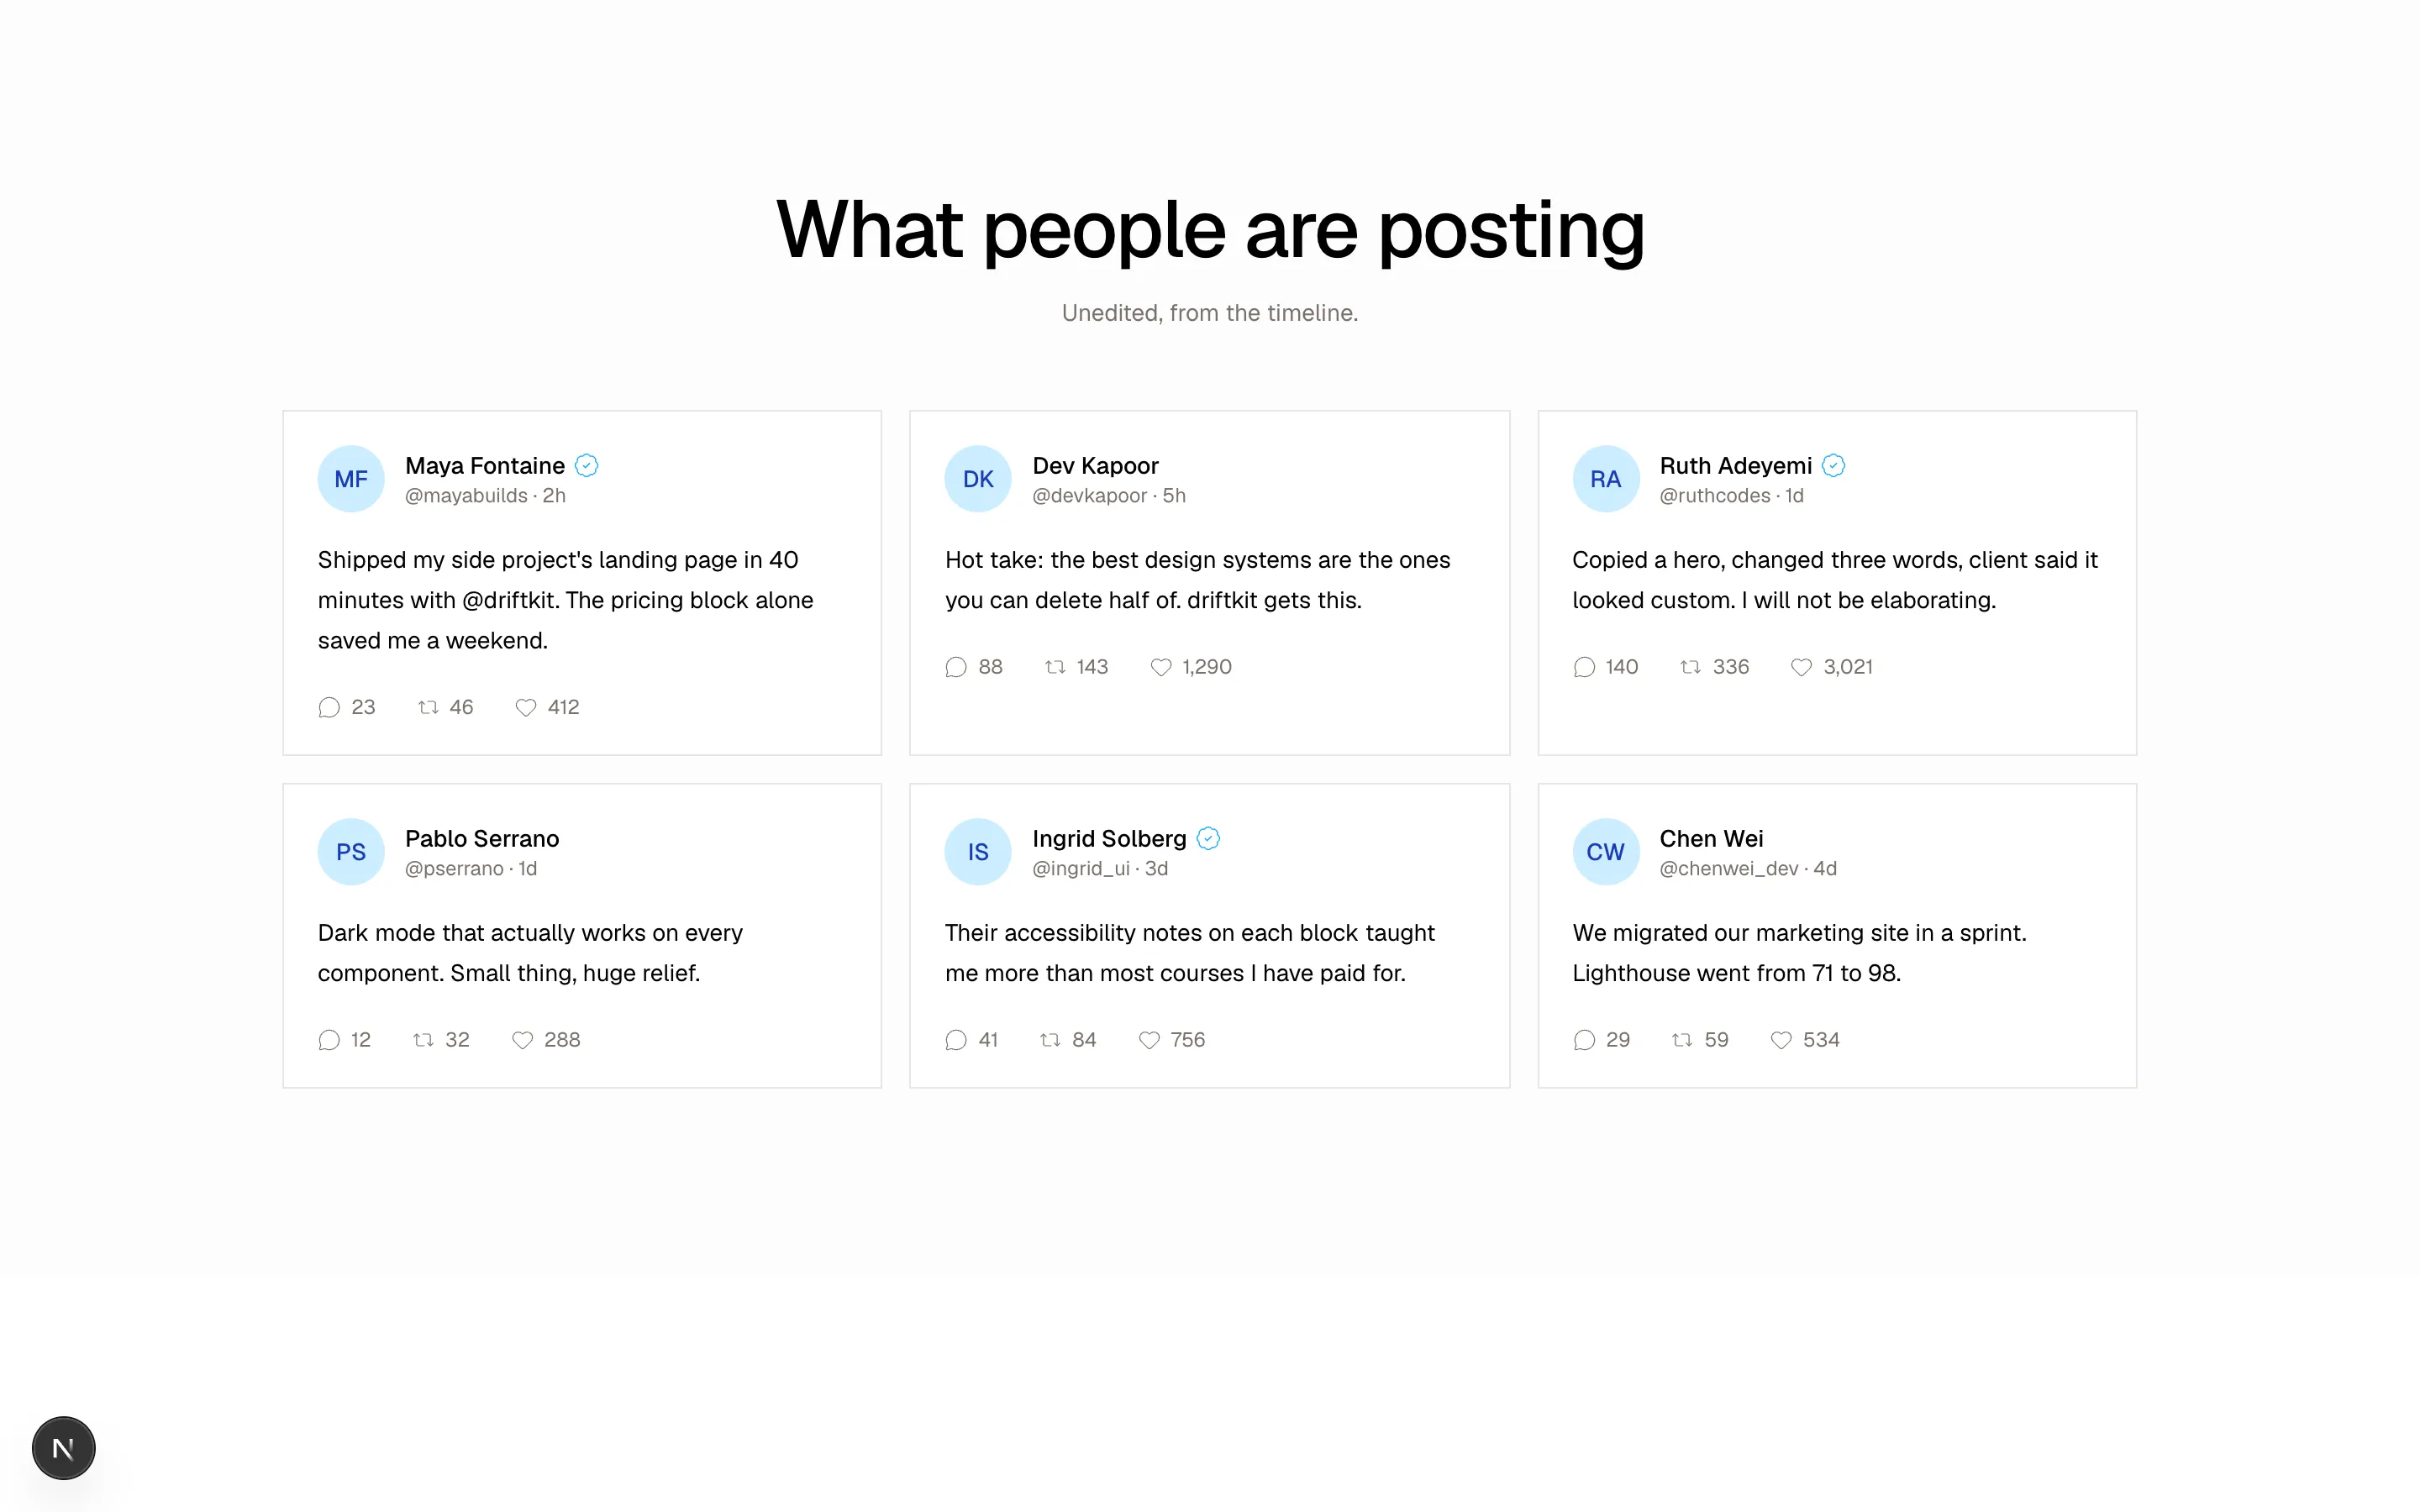 What people are posting
Unedited, from the timeline.
MF
Maya Fontaine
@mayabuilds · 2h
Shipped my side project's landing page in 40
minutes with @driftkit. The pricing block alone
saved me a weekend.
23 46 412
DK
Dev Kapoor
@devkapoor · 5h
Hot take: the best design systems are the ones
you can delete half of. driftkit gets this.
88 143 1,290
RA
Ruth Adeyemi
@ruthcodes · 1d
Copied a hero, changed three words, client said it
looked custom. I will not be elaborating.
140 336 3,021
PS
Pablo Serrano
@pserrano · 1d
Dark mode that actually works on every
component. Small thing, huge relief.
12 32 288
IS
Ingrid Solberg
@ingrid_ui · 3d
Their accessibility notes on each block taught
me more than most courses I have paid for.
41 84 756
CW
Chen Wei
@chenwei_dev · 4d
We migrated our marketing site in a sprint.
Lighthouse went from 71 to 98.
29 59 534
N